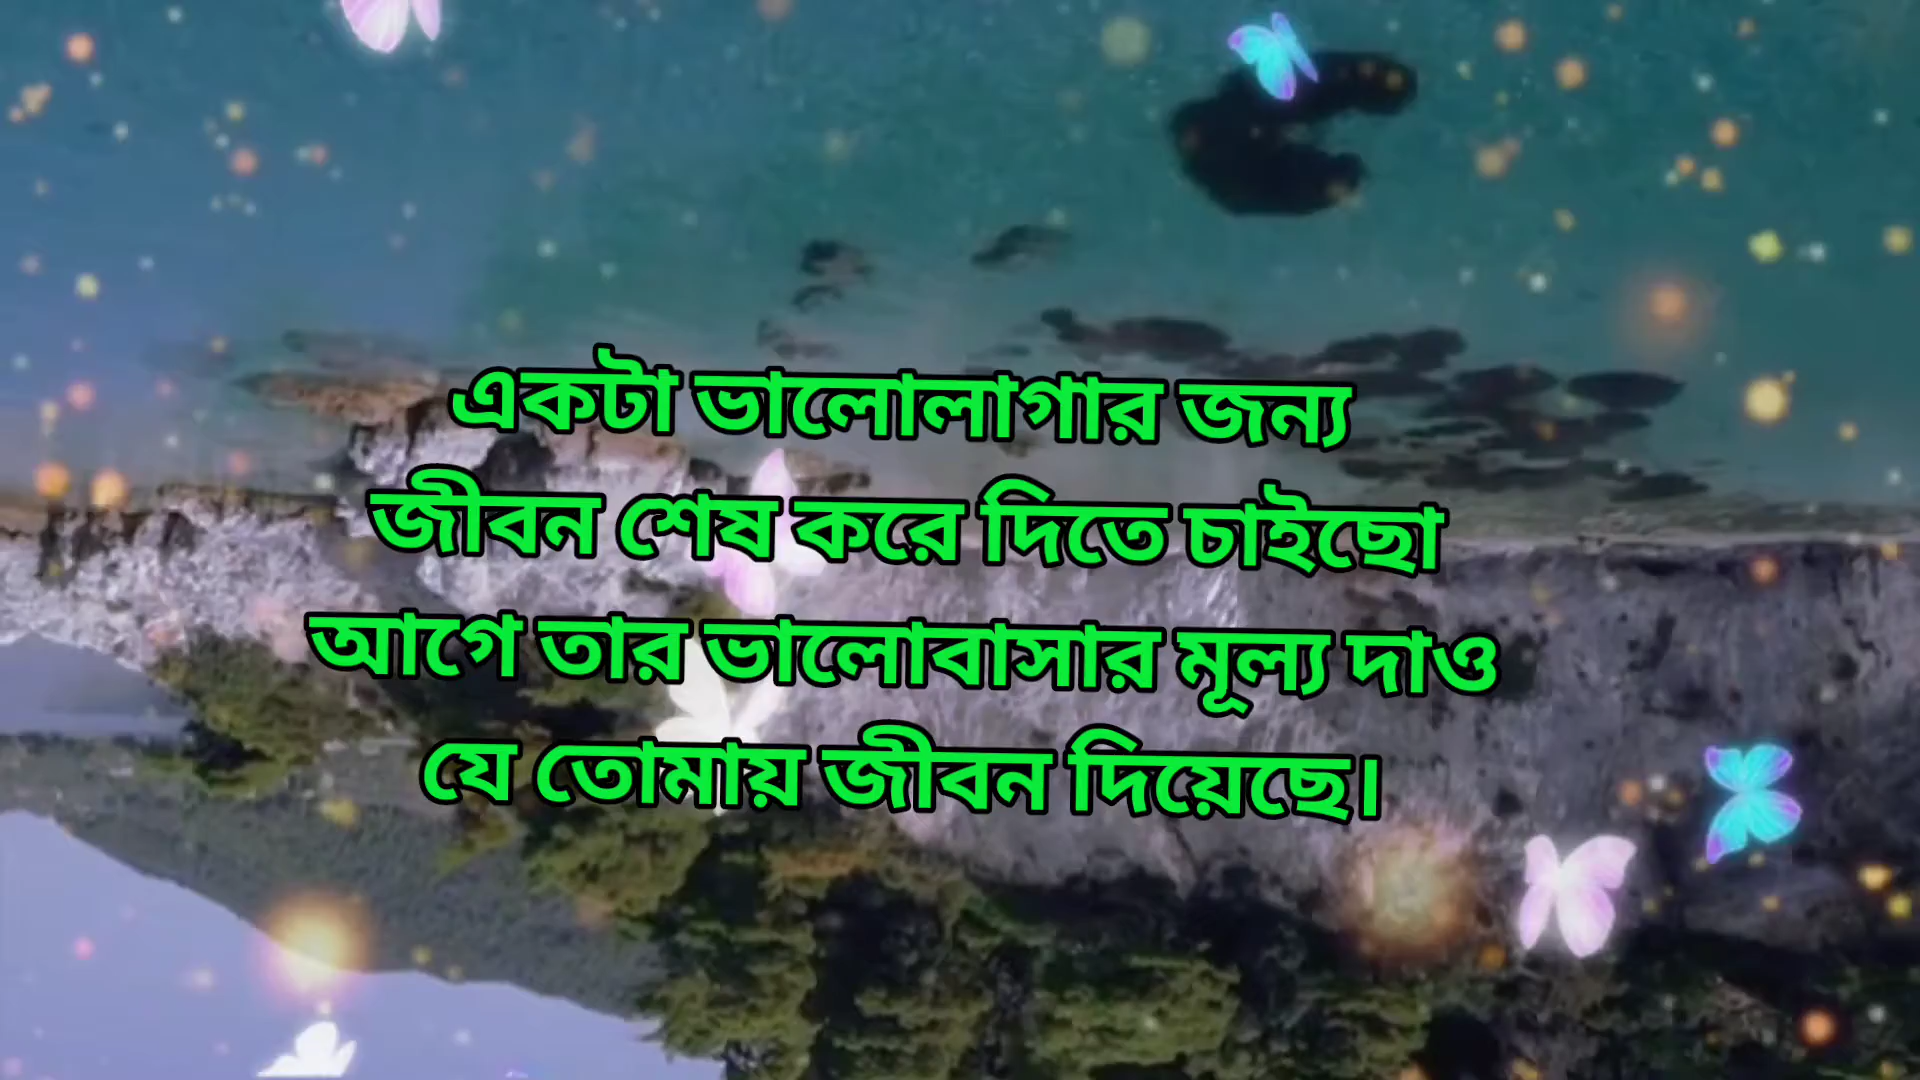 একটা ভালোলাগার জন্য
জীবন শেষ করে দিতে চাইছো
আগে তার ভালোবাসার মূল্য দাও
যে তোমায় জীবন দিয়েছে।